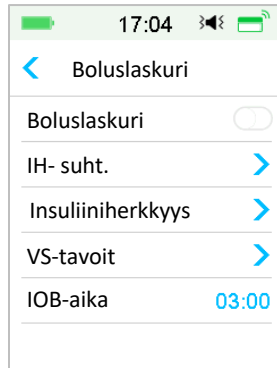 17:04
Boluslaskuri
Boluslaskuri
IH- suht.
Insuliiniherkkyys
VS-tavoit
IOB-aika 03:00